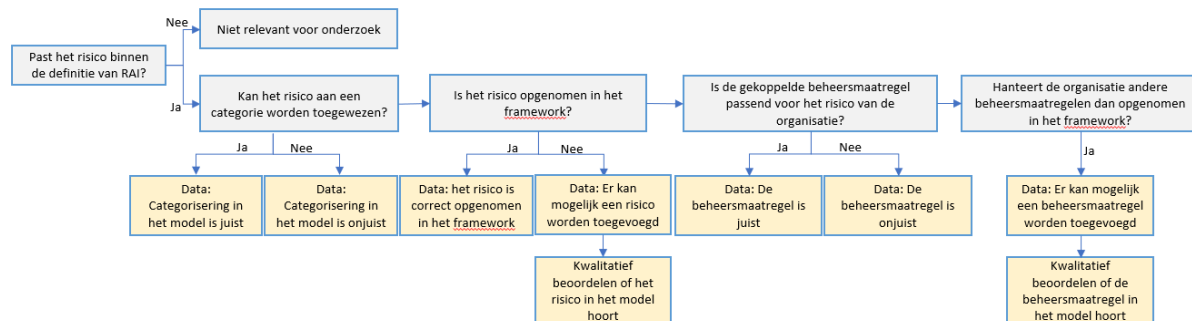 Nee
Niet relevant voor onderzoek
Past het risico binnen
de definitie van RAI?
Ja
Kan het risico aan een
categorie worden toegewezen?
Is het risico opgenomen in het
framework?
Is de gekoppelde beheersmaatregel
passend voor het risico van de
organisatie?
Hanteert de organisatie andere
beheersmaatregelen dan opgenomen
in het framework?
Ja
Nee
Ja
Nee
Ja
Nee
Ja
Data:
Categorisering in
het model is juist
Data:
Categorisering in
het model is onjuist
Data: het risico is
correct opgenomen
in het framework
Data: Er kan
mogelijk een risico
worden toegevoegd
Data: De
beheersmaatregel is
juist
Data: De
beheersmaatregel is
onjuist
Data: Er kan mogelijk
een beheersmaatregel
worden toegevoegd
Kwalitatief
beoordelen of het
risico in het model
hoort
Kwalitatief
beoordelen of de
beheersmaatregel in
het model hoort